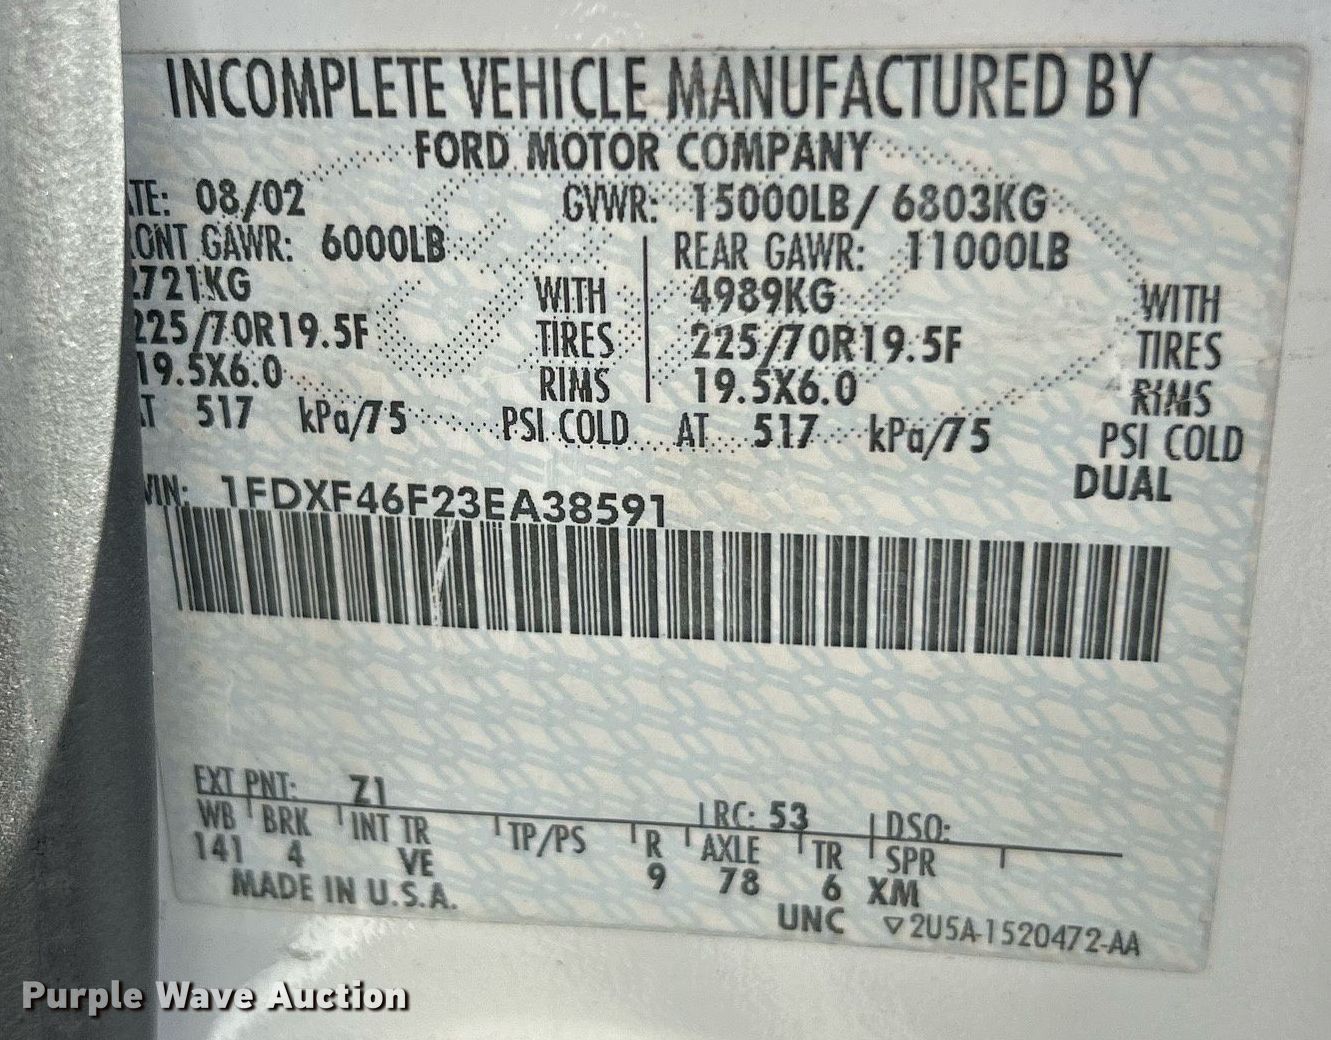 INCOMPLETE VEHICLE MANUFACTURED BY
FORD MOTOR COMPANY
TE: 08/02 GVWR: 15000LB/ 6803KG
ONT GAWR: 6000LB REAR GAWR: 11000LB
2721KG WITH 4989KG WITH
225/70R19.5F TIRES 225/70R19.5F TIRES
19.5X6.0 RIMS 19.5X6.0 RIMS
AT 517 kPa/75 PSI COLD AT 517 kPa/75 PSI COLD
DUAL
VIN: 1FDXF46F23EA38591
EXT PNT: Z1 RC: 53 DSO:
WB BRK INT TR TP/PS R AXLE TR SPR
141 4 VE 9 78 6 XM
MADE IN U.S.A. UNC ▽2U5A-1520472-AA
Purple Wave Auction